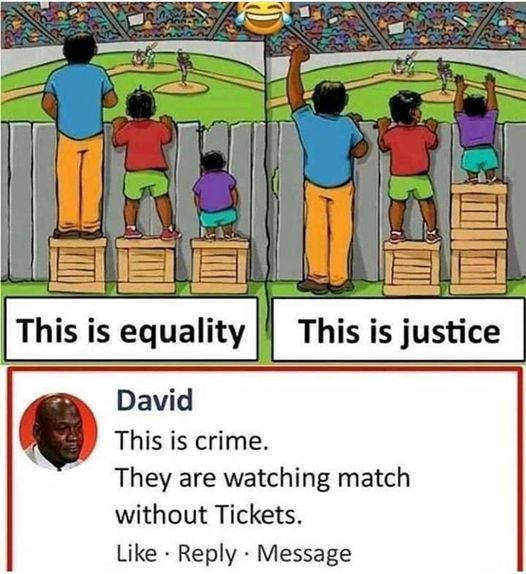 This is equality
This is justice
David
This is crime.
They are watching match
without Tickets.
Like · Reply · Message